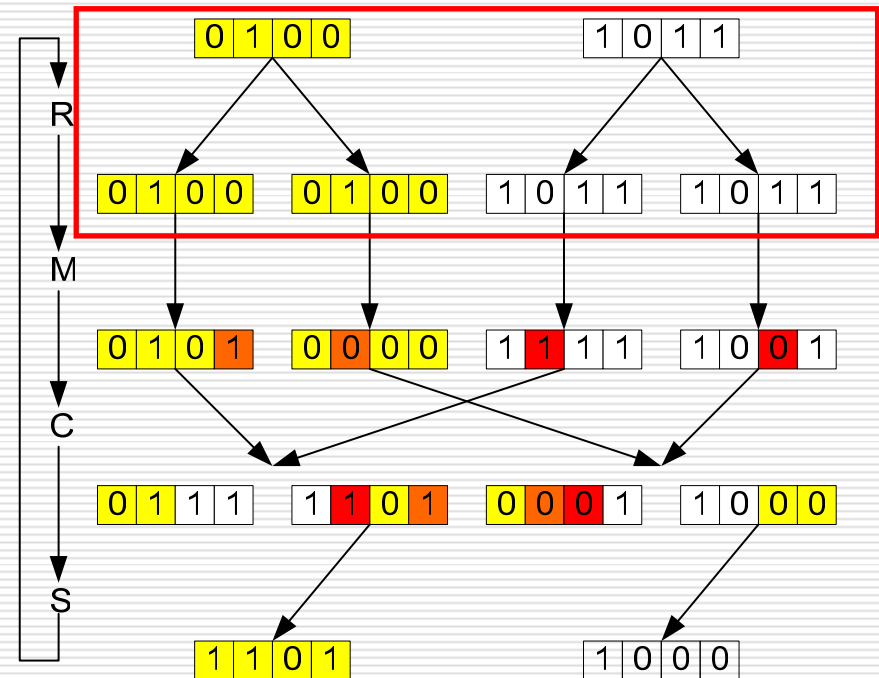 0 1 0 0 1 0 1 1
R
0 1 0 0 0 1 0 0 1 0 1 1 1 0 1 1
M
0 1 0 1 0 0 0 0 1 1 1 1 1 0 0 1
C
0 1 1 1 1 1 0 1 0 0 0 1 1 0 0 0
S
1 1 0 1 1 0 0 0